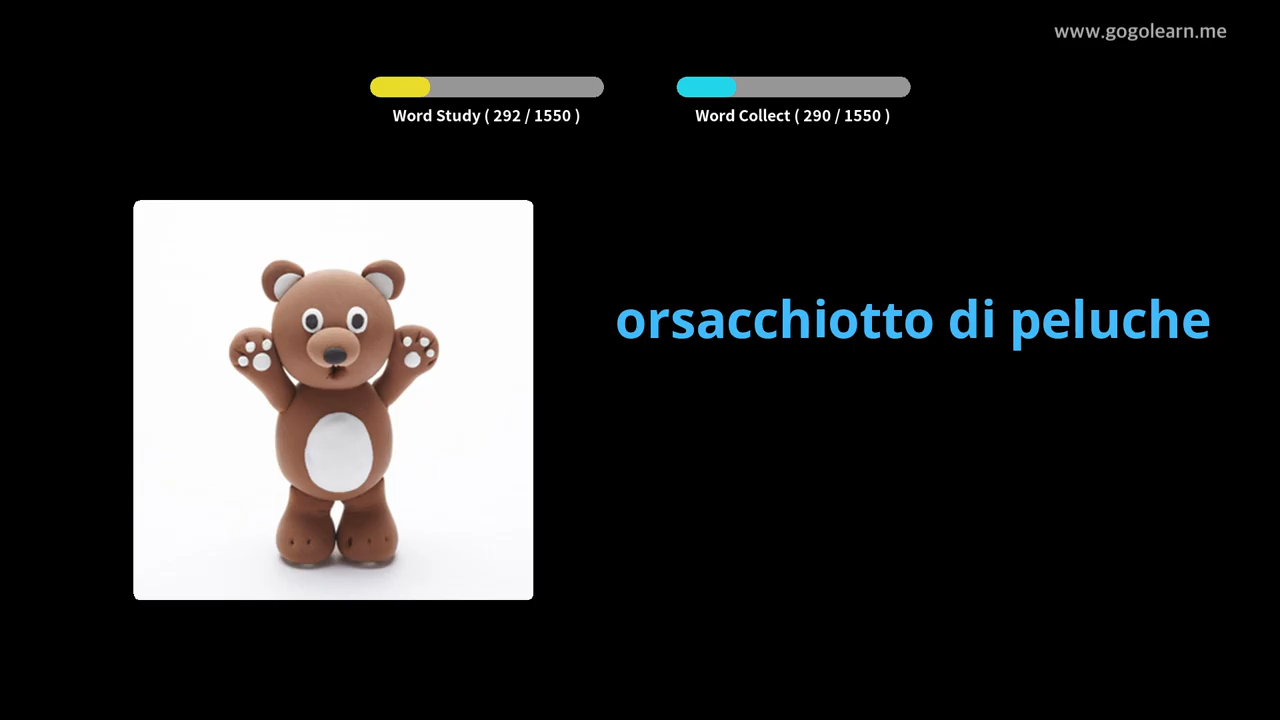 www.gogolearn.me
Word Study ( 292 / 1550 )
Word Collect ( 290 / 1550 )
orsacchiotto di peluche